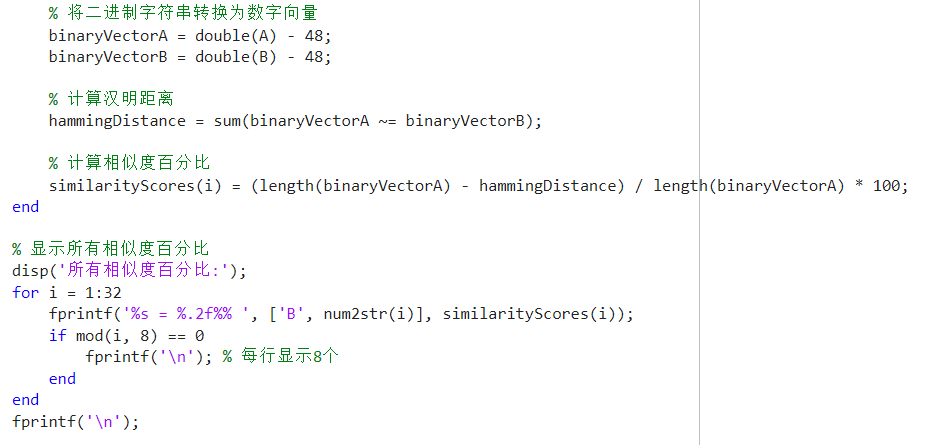 % 将二进制字符串转换为数字向量
binaryVectorA = double(A) - 48;
binaryVectorB = double(B) - 48;
% 计算汉明距离
hammingDistance = sum(binaryVectorA ~= binaryVectorB);
% 计算相似度百分比
similarityScores(i) = (length(binaryVectorA) - hammingDistance) / length(binaryVectorA) * 100;
end
% 显示所有相似度百分比
disp('所有相似度百分比:');
for i = 1:32
fprintf('%s = %.2f%% ', ['B', num2str(i)], similarityScores(i));
if mod(i, 8) == 0
fprintf('\n'); % 每行显示8个
end
end
fprintf('\n');